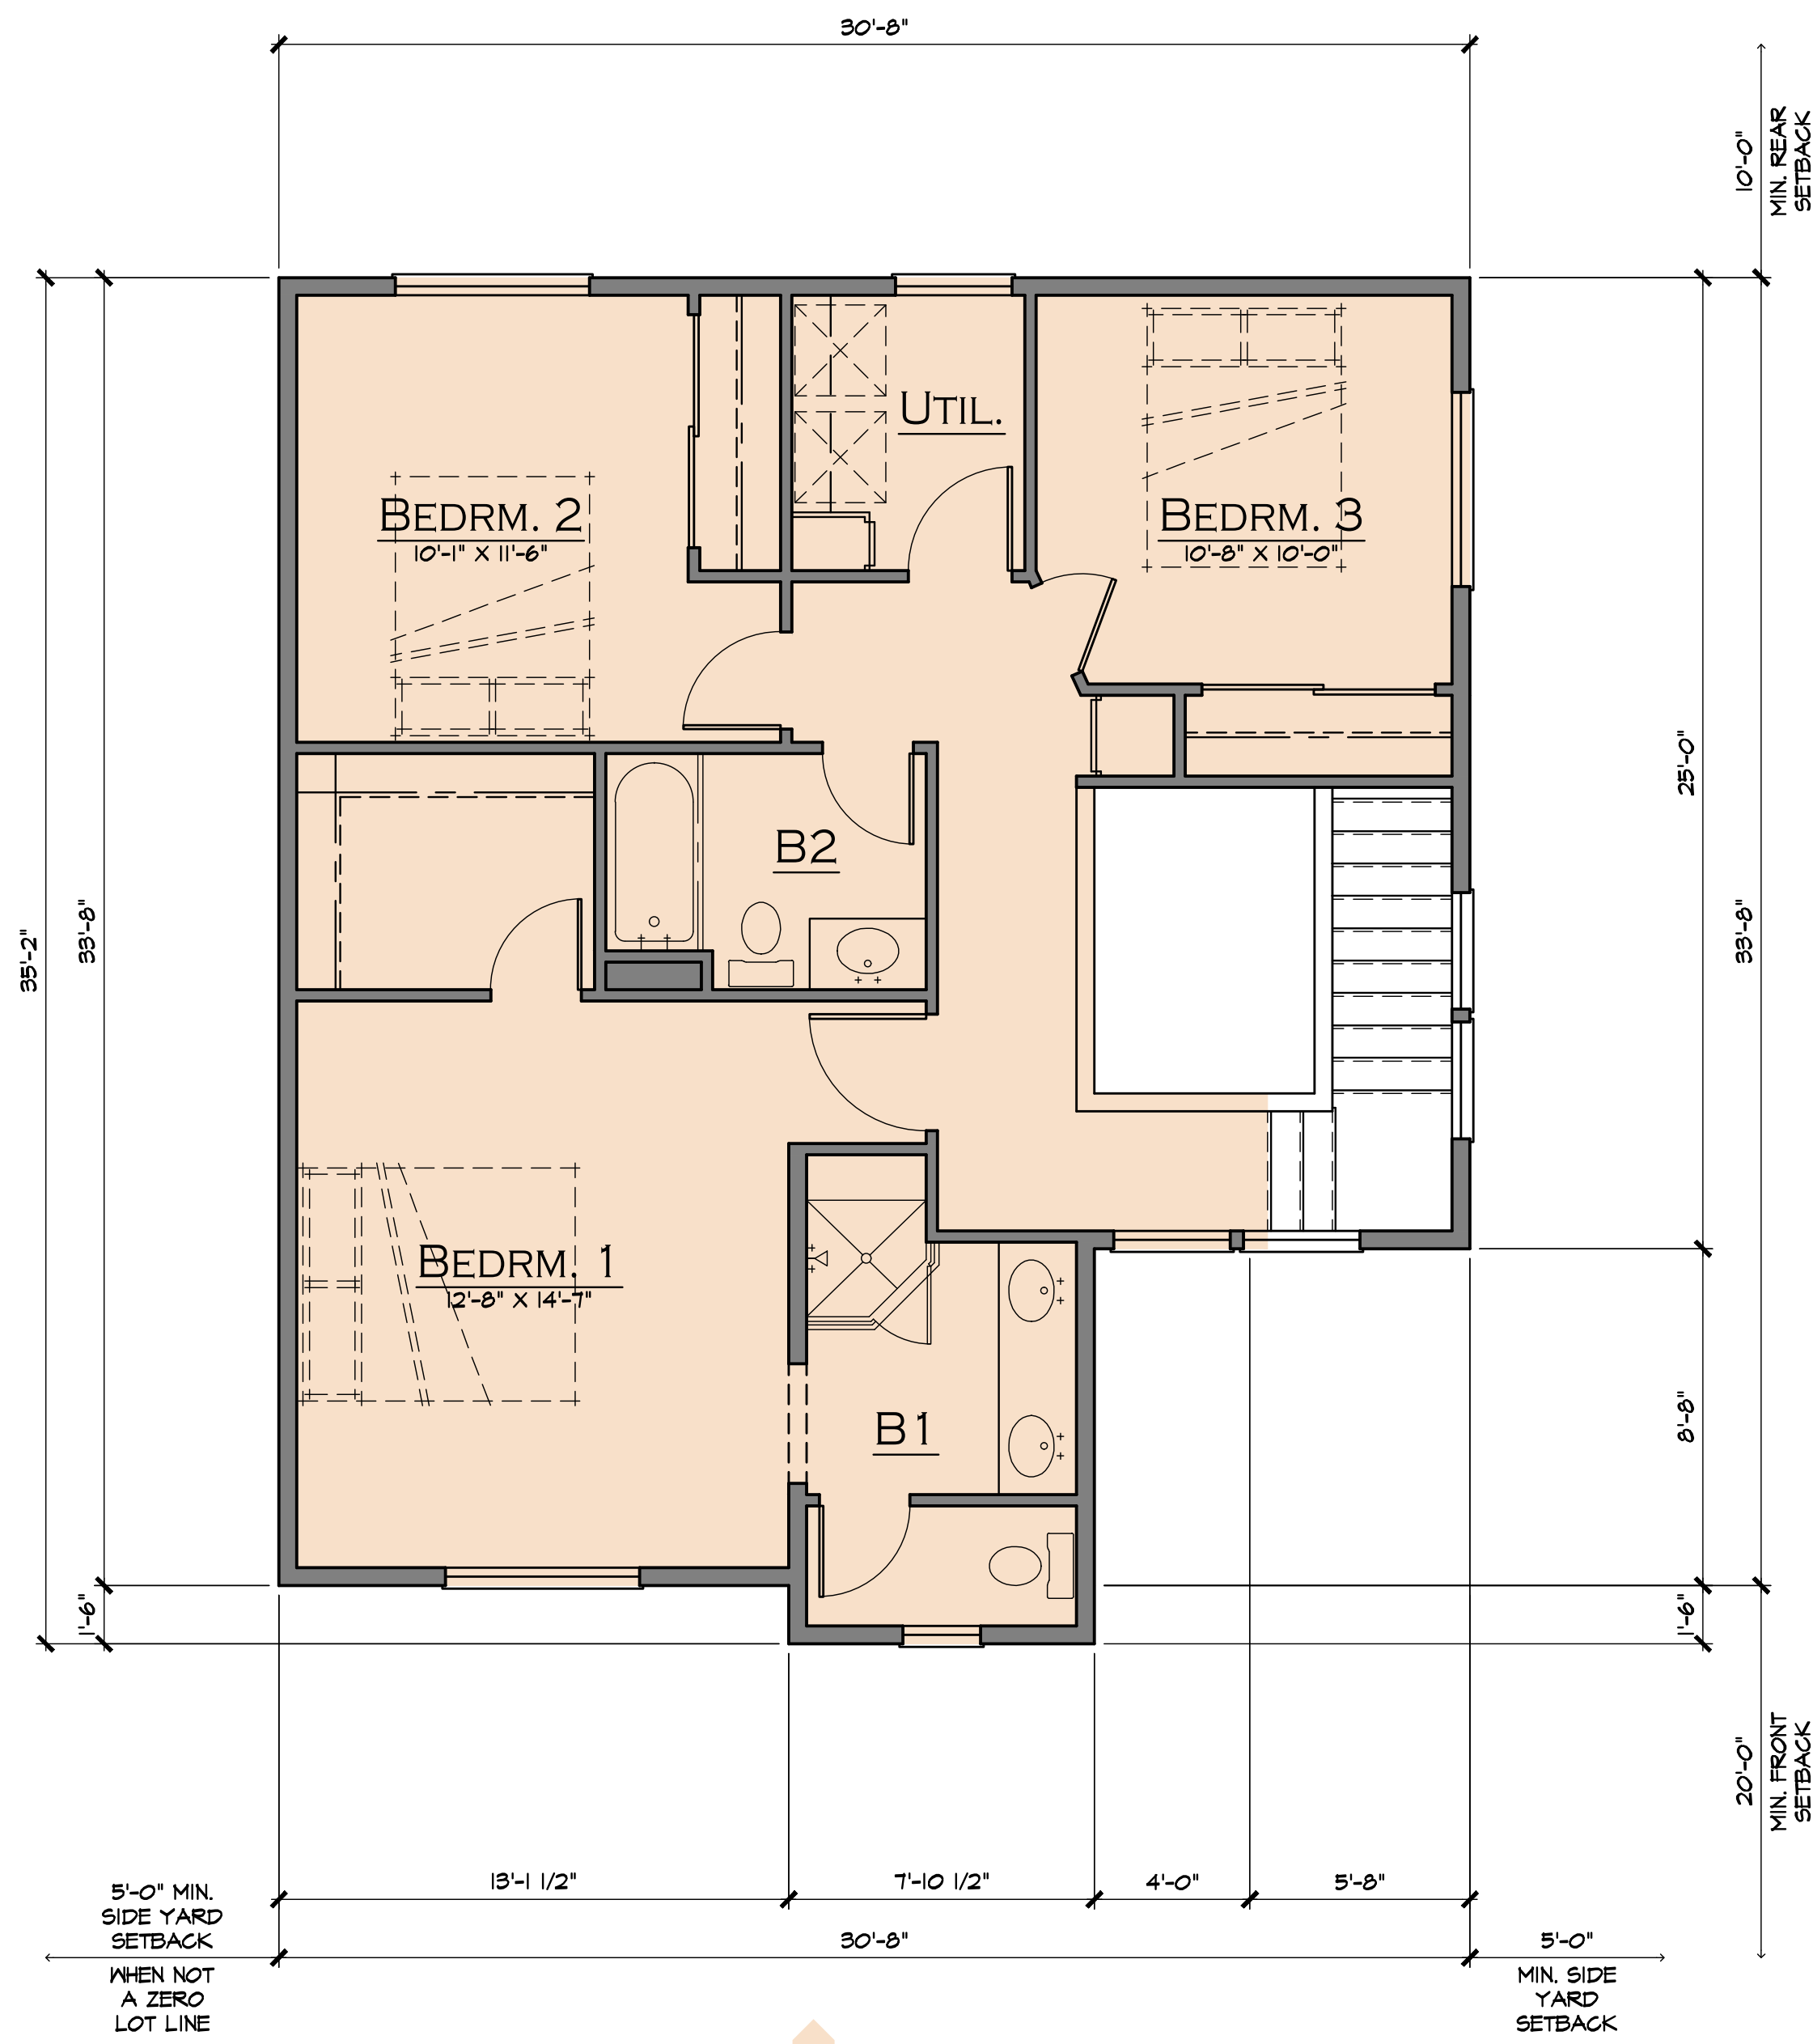 30'-8"
10'-0"
MIN. REAR
SETBACK
UTIL.
BEDRM. 2
10'-1" X 11'-6"
BEDRM. 3
10'-8" X 10'-0"
25'-0"
B2
35'-2"
33'-8"
33'-8"
BEDRM. 1
12'-8" X 14'-7"
8'-8"
B1
1'-6"
1'-6"
20'-0"
MIN. FRONT
SETBACK
13'-1 1/2"
7'-10 1/2"
4'-0"
5'-8"
5'-0" MIN.
SIDE YARD
SETBACK
WHEN NOT
A ZERO
LOT LINE
30'-8"
5'-0"
MIN. SIDE
YARD
SETBACK